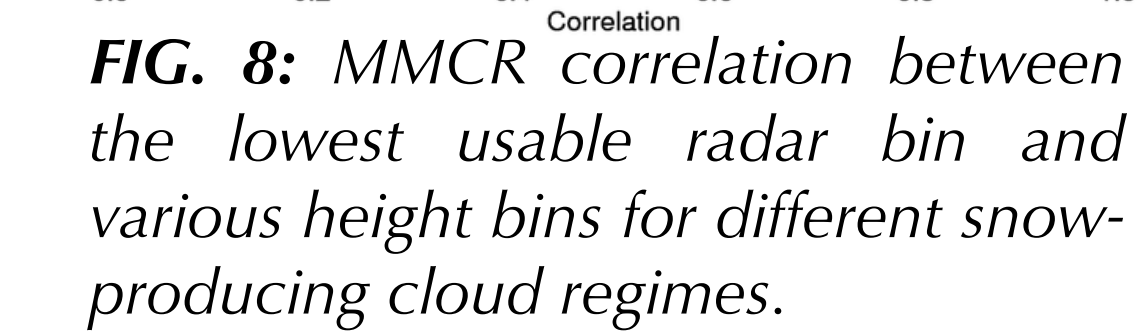 Correlation
FIG. 8: MMCR correlation between
the lowest usable radar bin and
various height bins for different snow-
producing cloud regimes.